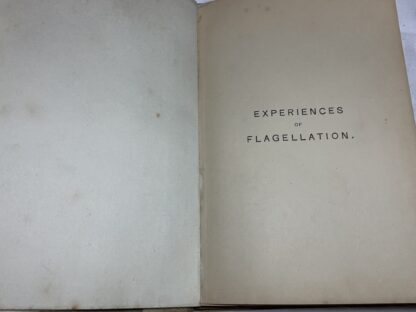 EXPERIENCES
OF
FLAGELLATION.